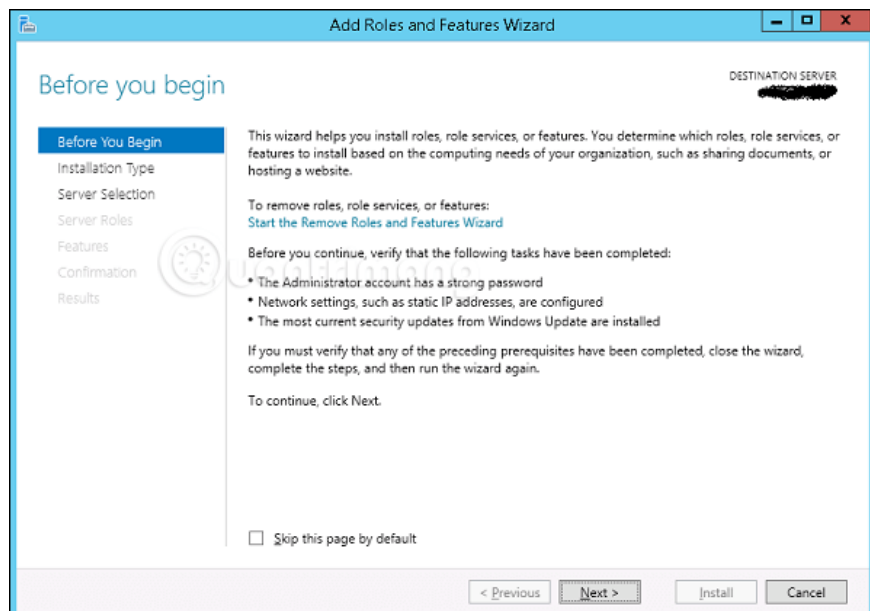 Add Roles and Features Wizard
Before you begin
DESTINATION SERVER
Before You Begin
Installation Type
Server Selection
Server Roles
Features
Confirmation
Results
This wizard helps you install roles, role services, or features. You determine which roles, role services, or
features to install based on the computing needs of your organization, such as sharing documents, or
hosting a website.
To remove roles, role services, or features:
Start the Remove Roles and Features Wizard
Before you continue, verify that the following tasks have been completed:
• The Administrator account has a strong password
• Network settings, such as static IP addresses, are configured
• The most current security updates from Windows Update are installed
If you must verify that any of the preceding prerequisites have been completed, close the wizard,
complete the steps, and then run the wizard again.
To continue, click Next.
Skip this page by default
< Previous
Next >
Install
Cancel